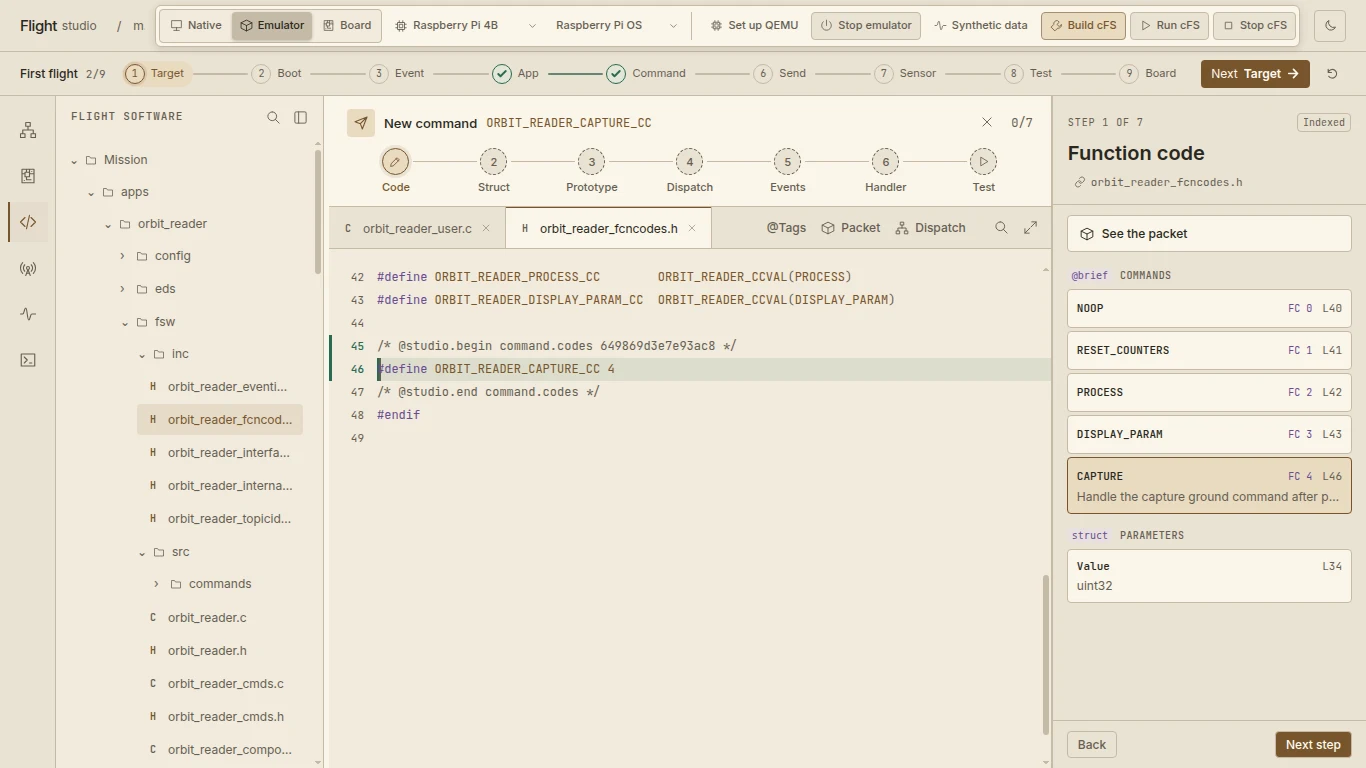 Flight studio / m
Native Emulator Board Raspberry Pi 4B Raspberry Pi OS Set up QEMU Stop emulator Synthetic data Build cFS Run cFS Stop cFS
First flight 2/9 1 Target 2 Boot 3 Event App Command 6 Send 7 Sensor 8 Test 9 Board Next Target
FLIGHT SOFTWARE
Mission
apps
orbit_reader
config
eds
fsw
inc
orbit_reader_eventi...
orbit_reader_fcncod...
orbit_reader_interfa...
orbit_reader_interna...
orbit_reader_topicid...
src
commands
C orbit_reader.c
H orbit_reader.h
C orbit_reader_cmds.c
H orbit_reader_cmds.h
C orbit_reader_compo...
New command ORBIT_READER_CAPTURE_CC 0/7
2 3 4 5 6
Code Struct Prototype Dispatch Events Handler Test
C orbit_reader_user.c H orbit_reader_fcncodes.h @Tags Packet Dispatch
42 #define ORBIT_READER_PROCESS_CC ORBIT_READER_CCVAL(PROCESS)
43 #define ORBIT_READER_DISPLAY_PARAM_CC ORBIT_READER_CCVAL(DISPLAY_PARAM)
44
45 /* @studio.begin command.codes 649869d3e7e93ac8 */
46 #define ORBIT_READER_CAPTURE_CC 4
47 /* @studio.end command.codes */
48 #endif
49
STEP 1 OF 7 Indexed
Function code
orbit_reader_fcncodes.h
See the packet
@brief COMMANDS
NOOP FC 0 L40
RESET_COUNTERS FC 1 L41
PROCESS FC 2 L42
DISPLAY_PARAM FC 3 L43
CAPTURE FC 4 L46
Handle the capture ground command after p...
struct PARAMETERS
Value L34
uint32
Back Next step